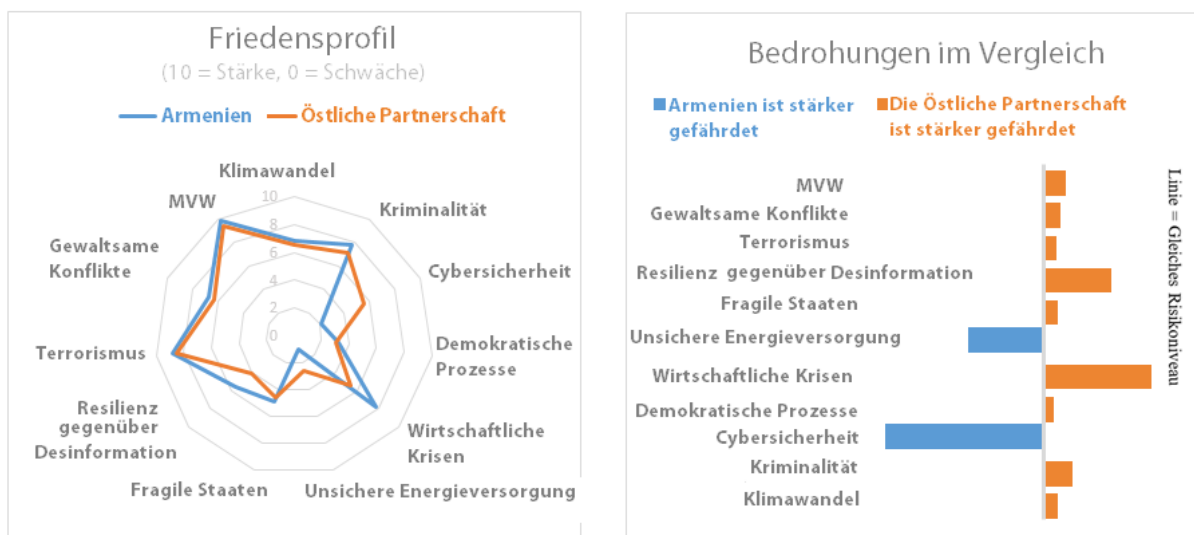 Friedensprofil
(10 = Stärke, 0 = Schwäche)
Armenien
Östliche Partnerschaft
Klimawandel
Kriminalität
Cybersicherheit
Demokratische
Prozesse
Wirtschaftliche
Krisen
Unsichere Energieversorgung
Fragile Staaten
Resilienz
gegenüber
Desinformation
Terrorismus
Gewaltsame
Konflikte
MVW
10
8
6
4
2
0
Bedrohungen im Vergleich
Armenien ist stärker
gefährdet
Die Östliche Partnerschaft
ist stärker gefährdet
MVW
Gewaltsame Konflikte
Terrorismus
Resilienz gegenüber Desinformation
Fragile Staaten
Unsichere Energieversorgung
Wirtschaftliche Krisen
Demokratische Prozesse
Cybersicherheit
Kriminalität
Klimawandel
Linie = Gleiches Risikoniveau